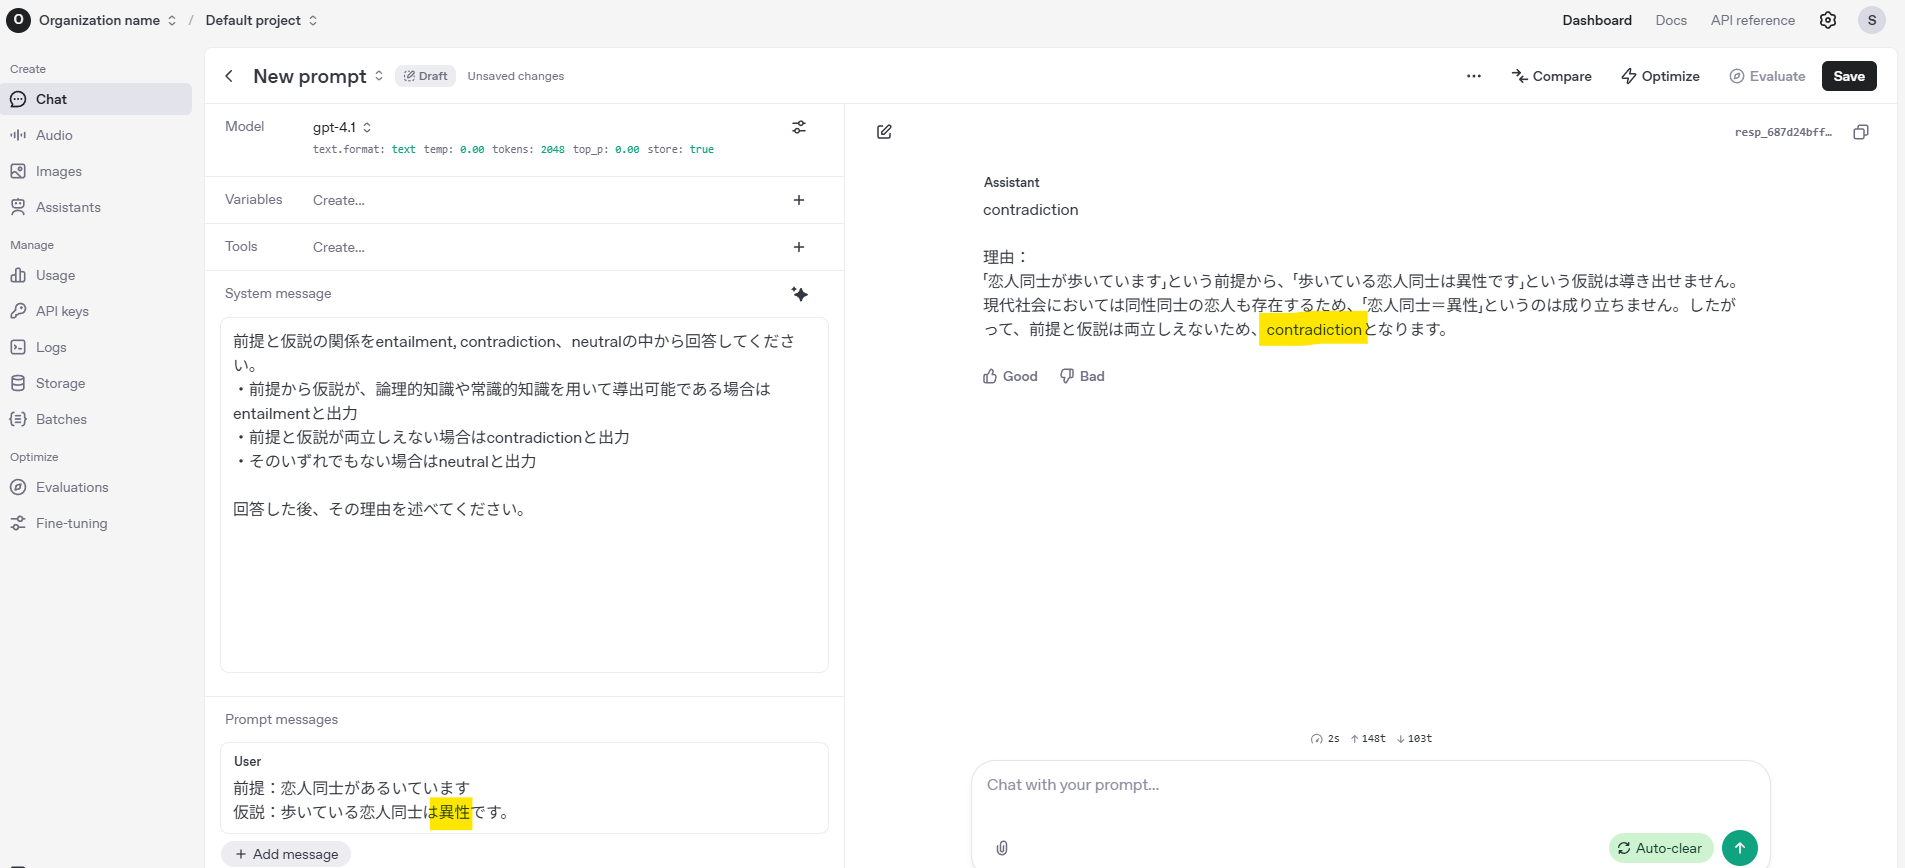 O Organization name / Default project
Dashboard Docs API reference S
Create
Chat
Audio
Images
Assistants
Manage
Usage
API keys
Logs
Storage
Batches
Optimize
Evaluations
Fine-tuning
New prompt Draft Unsaved changes
... Compare Optimize Evaluate Save
Model gpt-4.1
text.format: text temp: 0.00 tokens: 2048 top_p: 0.00 store: true
Variables Create... +
Tools Create... +
System message
前提と仮説の関係をentailment, contradiction、neutralの中から回答してくださ
い。
・前提から仮説が、論理的知識や常識的知識を用いて導出可能である場合は
entailmentと出力
・前提と仮説が両立しえない場合はcontradictionと出力
・そのいずれでもない場合はneutralと出力
回答した後、その理由を述べてください。
Prompt messages
User
前提：恋人同士があるいています
仮説：歩いている恋人同士は異性です。
+ Add message
resp_687d24bff…
Assistant
contradiction
理由：
「恋人同士が歩いています」という前提から、「歩いている恋人同士は異性です」という仮説は導き出せません。
現代社会においては同性同士の恋人も存在するため、「恋人同士＝異性」というのは成り立ちません。したが
って、前提と仮説は両立しえないため、contradictionとなります。
Good Bad
2s ↑148t ↓103t
Chat with your prompt...
Auto-clear